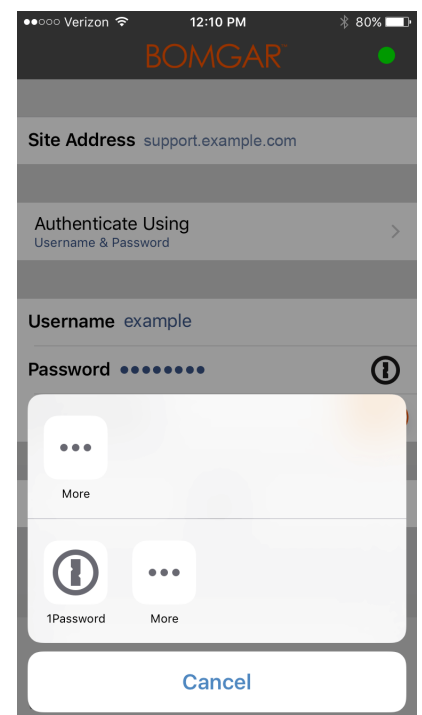 Verizon 12:10 PM 80%
BOMGAR™
Site Address support.example.com
Authenticate Using
Username & Password
Username example
Password ••••••••
More
1Password More
Cancel